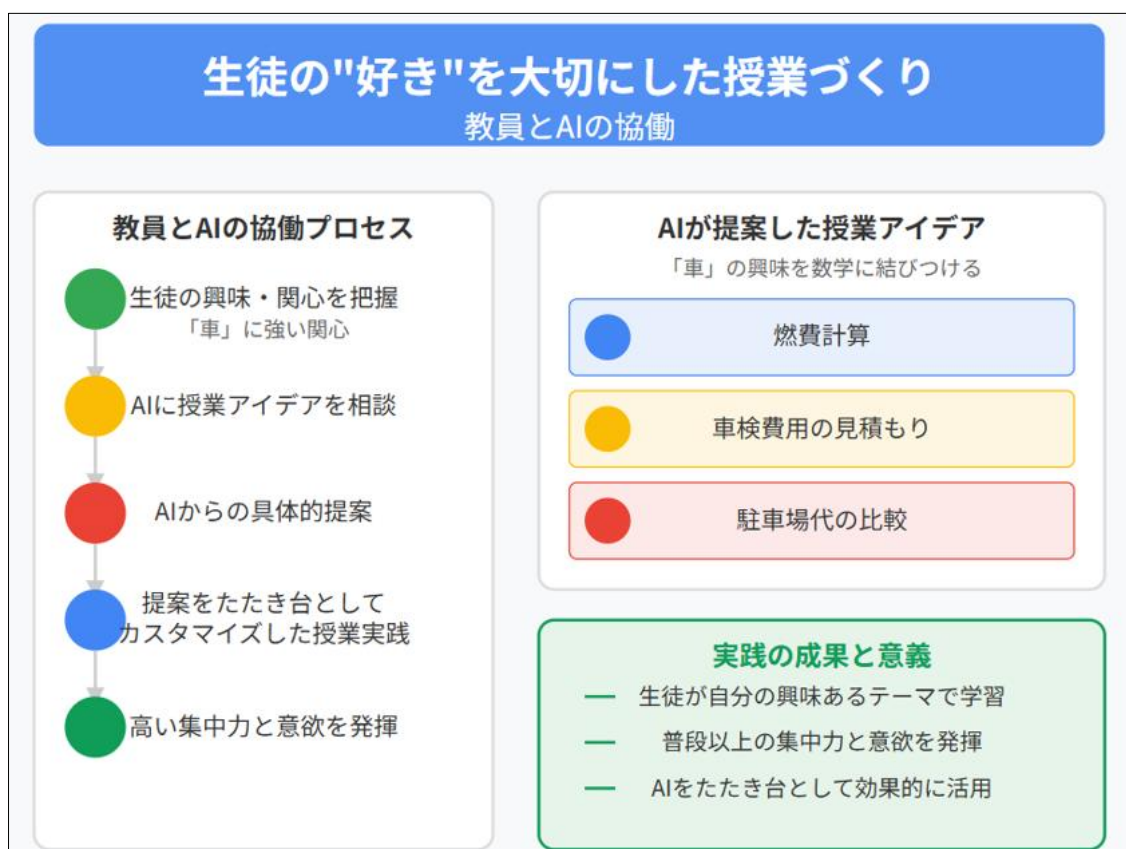 生徒の"好き"を大切にした授業づくり
教員とAIの協働
教員とAIの協働プロセス
生徒の興味・関心を把握
「車」に強い関心
AIに授業アイデアを相談
AIからの具体的提案
提案をたたき台として
カスタマイズした授業実践
高い集中力と意欲を発揮
AIが提案した授業アイデア
「車」の興味を数学に結びつける
燃費計算
車検費用の見積もり
駐車場代の比較
実践の成果と意義
生徒が自分の興味あるテーマで学習
普段以上の集中力と意欲を発揮
AIをたたき台として効果的に活用